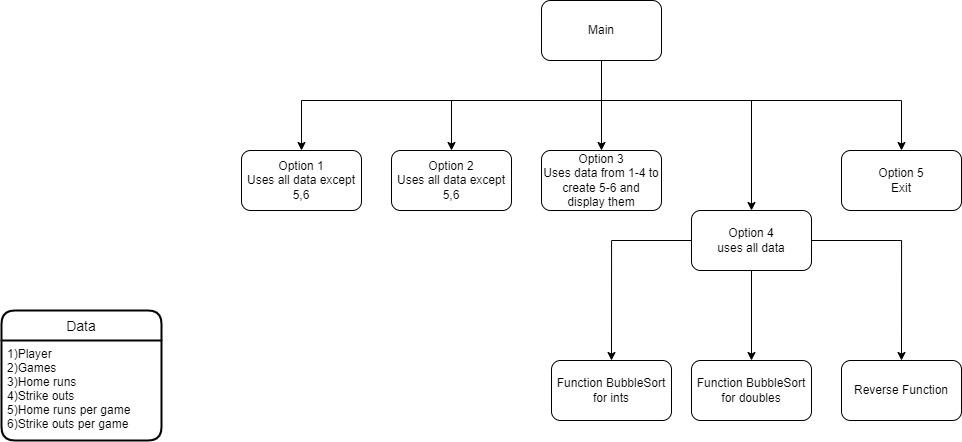 Main
Option 1
Uses all data except
5,6
Option 2
Uses all data except
5,6
Option 3
Uses data from 1-4 to
create 5-6 and
display them
Option 5
Exit
Option 4
uses all data
Data
1)Player
2)Games
3)Home runs
4)Strike outs
5)Home runs per game
6)Strike outs per game
Function BubbleSort
for ints
Function BubbleSort
for doubles
Reverse Function